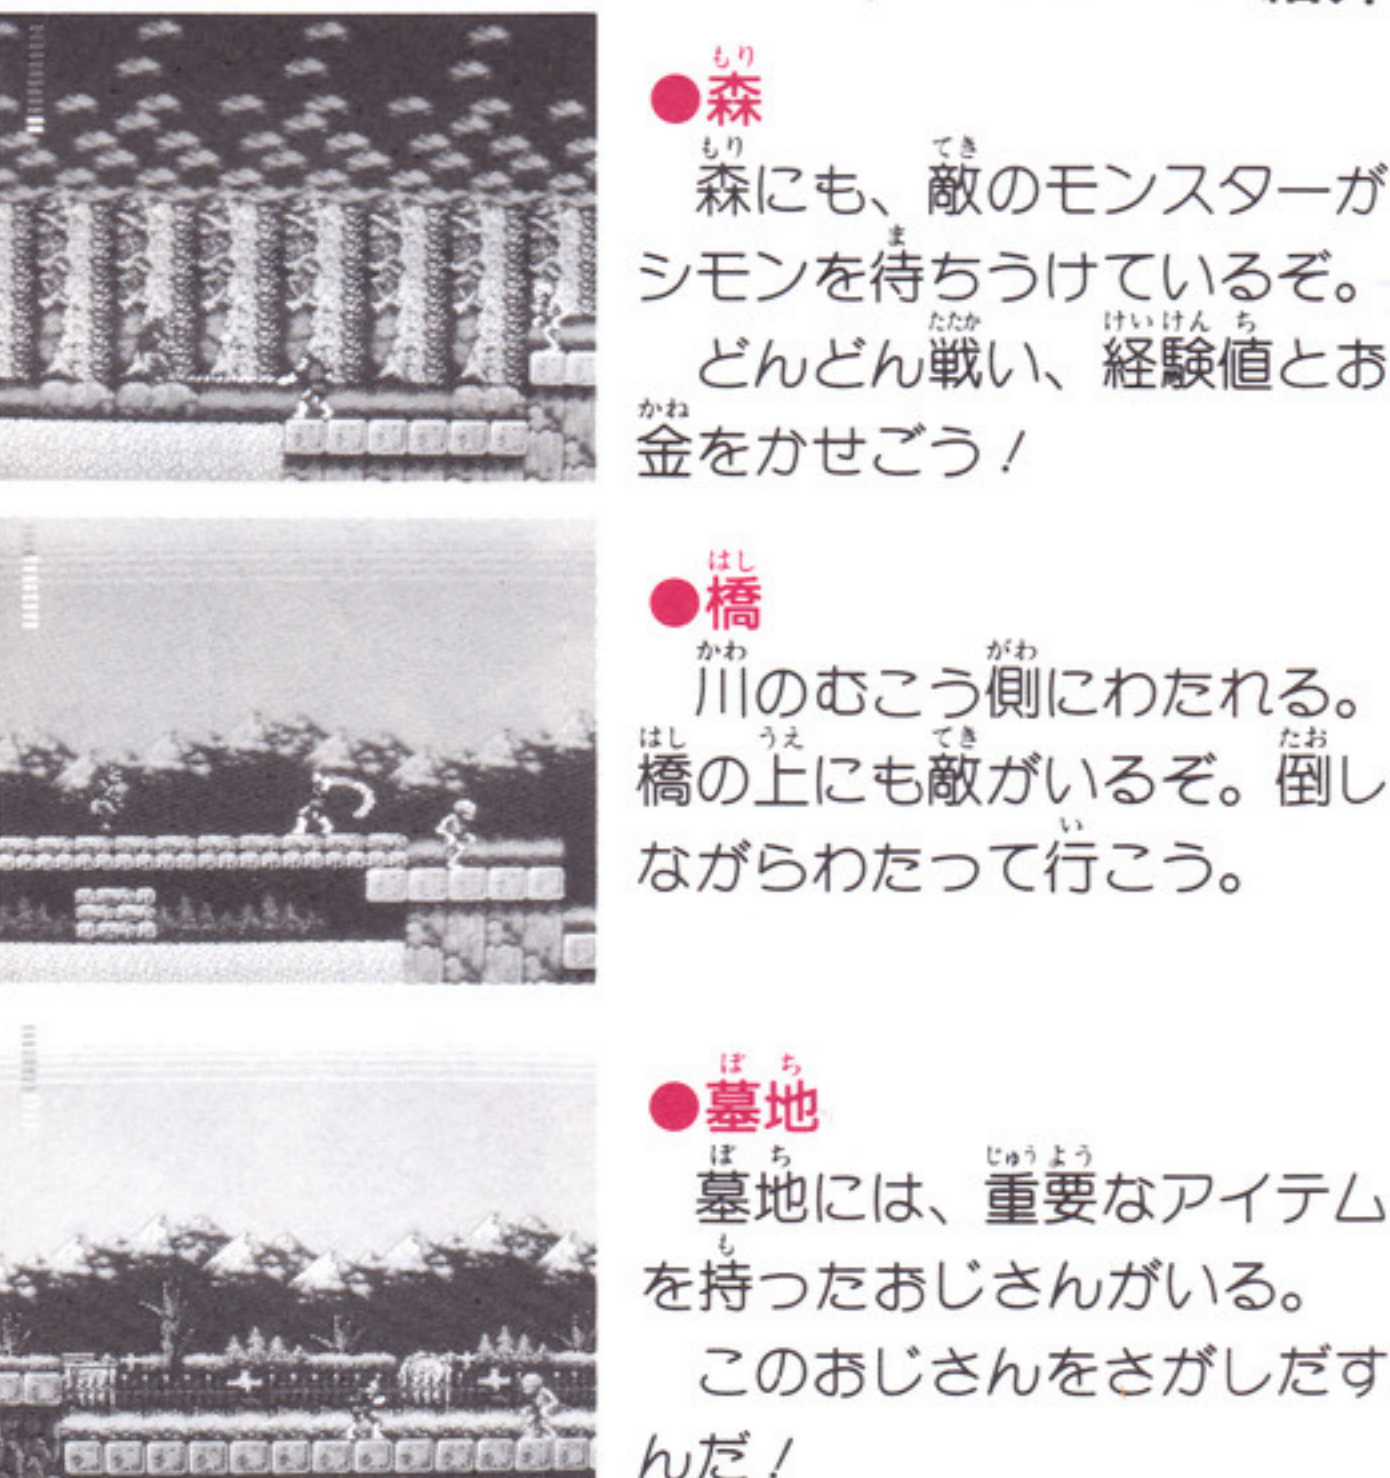 ●森
森にも、敵のモンスターが
シモンを待ちうけているぞ。
どんどん戦い、経験値とお
金をかせごう！
●橋
川のむこう側にわたれる。
橋の上にも敵がいるぞ。倒し
ながらわたって行こう。
●墓地
墓地には、重要なアイテム
を持ったおじさんがいる。
このおじさんをさがしだす
んだ！